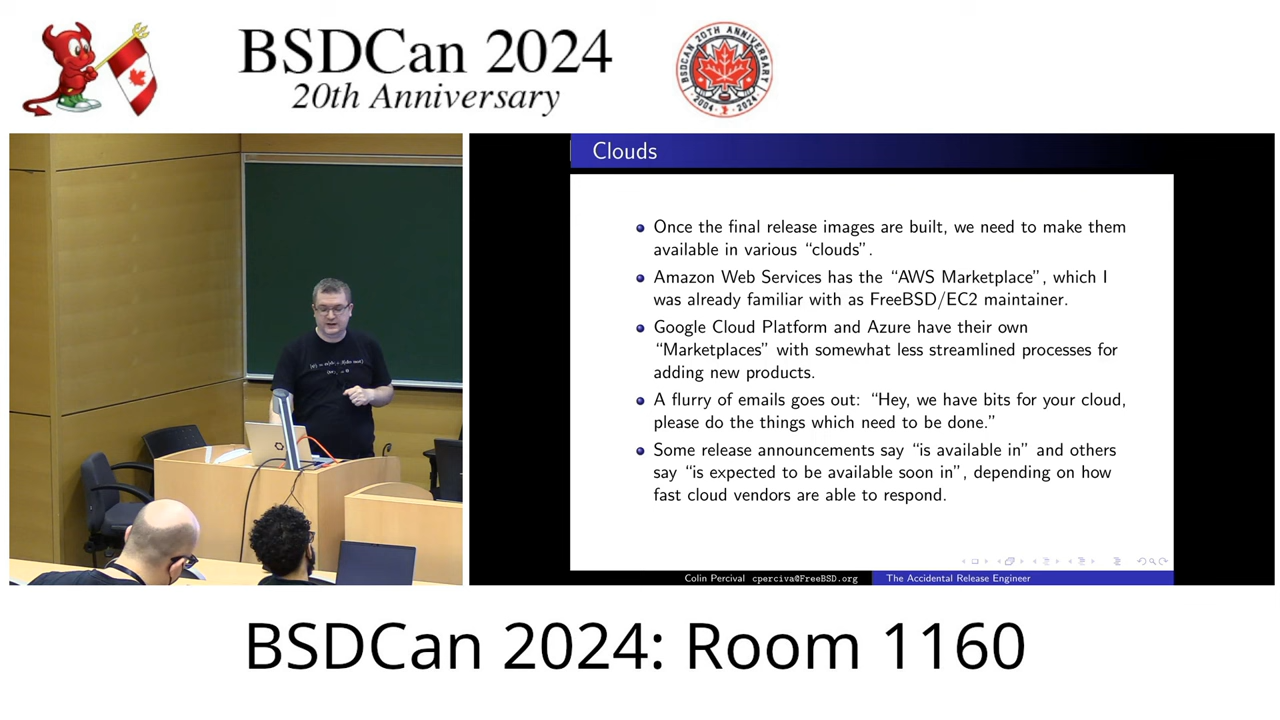 BSDCan 2024
20th Anniversary
BSDCAN 20TH ANNIVERSARY
2004 2024
Clouds
Once the final release images are built, we need to make them
available in various “clouds”.
Amazon Web Services has the “AWS Marketplace”, which I
was already familiar with as FreeBSD/EC2 maintainer.
Google Cloud Platform and Azure have their own
“Marketplaces” with somewhat less streamlined processes for
adding new products.
A flurry of emails goes out: “Hey, we have bits for your cloud,
please do the things which need to be done.”
Some release announcements say “is available in” and others
say “is expected to be available soon in”, depending on how
fast cloud vendors are able to respond.
Colin Percival cperciva@FreeBSD.org
The Accidental Release Engineer
BSDCan 2024: Room 1160